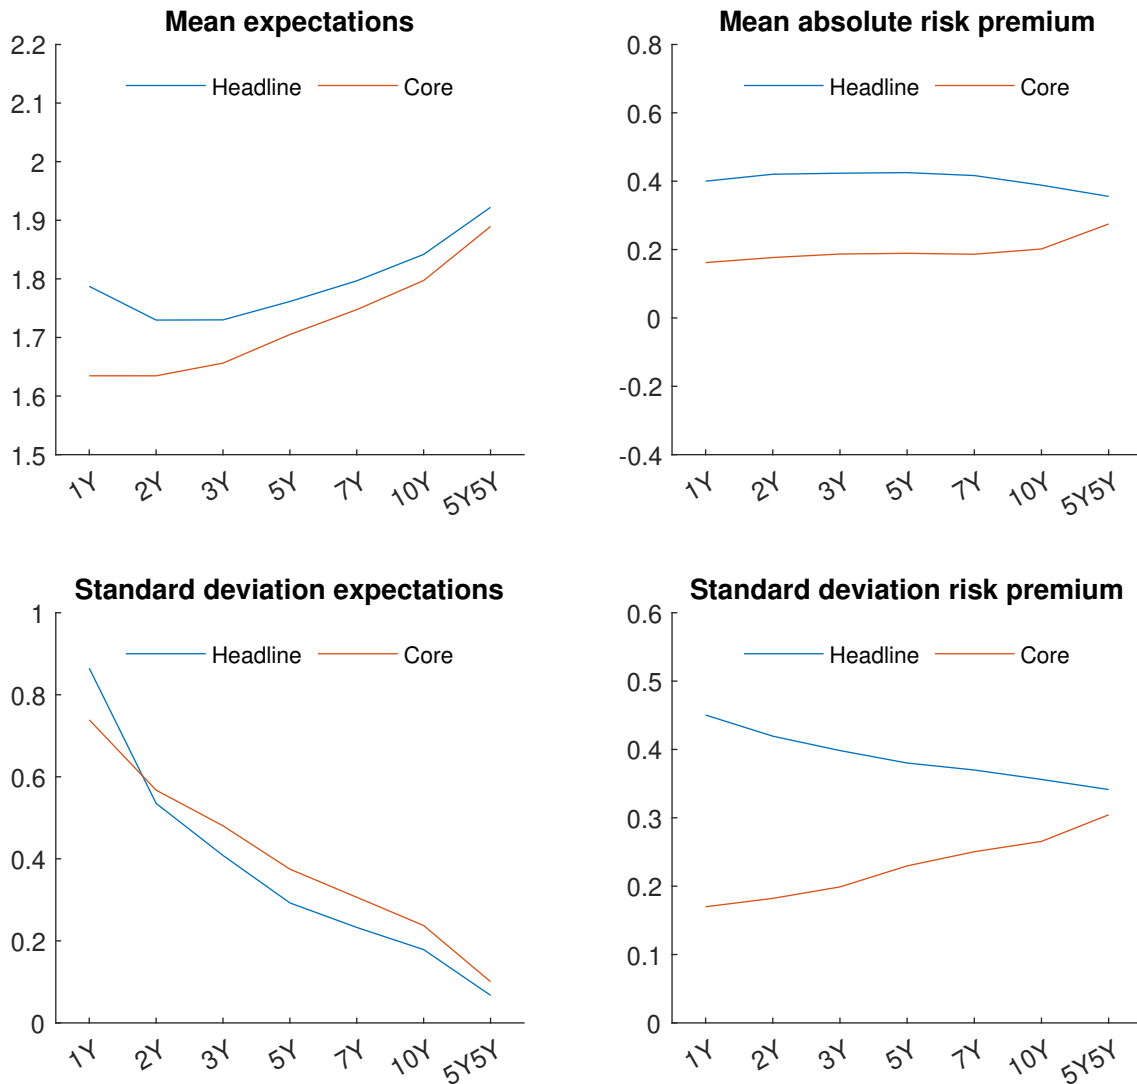 Mean expectations
2.2
2.1
2
1.9
1.8
1.7
1.6
1.5
Headline
Core
1Y
2Y
3Y
5Y
7Y
10Y
5Y5Y
Mean absolute risk premium
0.8
0.6
0.4
0.2
0
-0.2
-0.4
Headline
Core
1Y
2Y
3Y
5Y
7Y
10Y
5Y5Y
Standard deviation expectations
1
0.8
0.6
0.4
0.2
0
Headline
Core
1Y
2Y
3Y
5Y
7Y
10Y
5Y5Y
Standard deviation risk premium
0.6
0.5
0.4
0.3
0.2
0.1
0
Headline
Core
1Y
2Y
3Y
5Y
7Y
10Y
5Y5Y